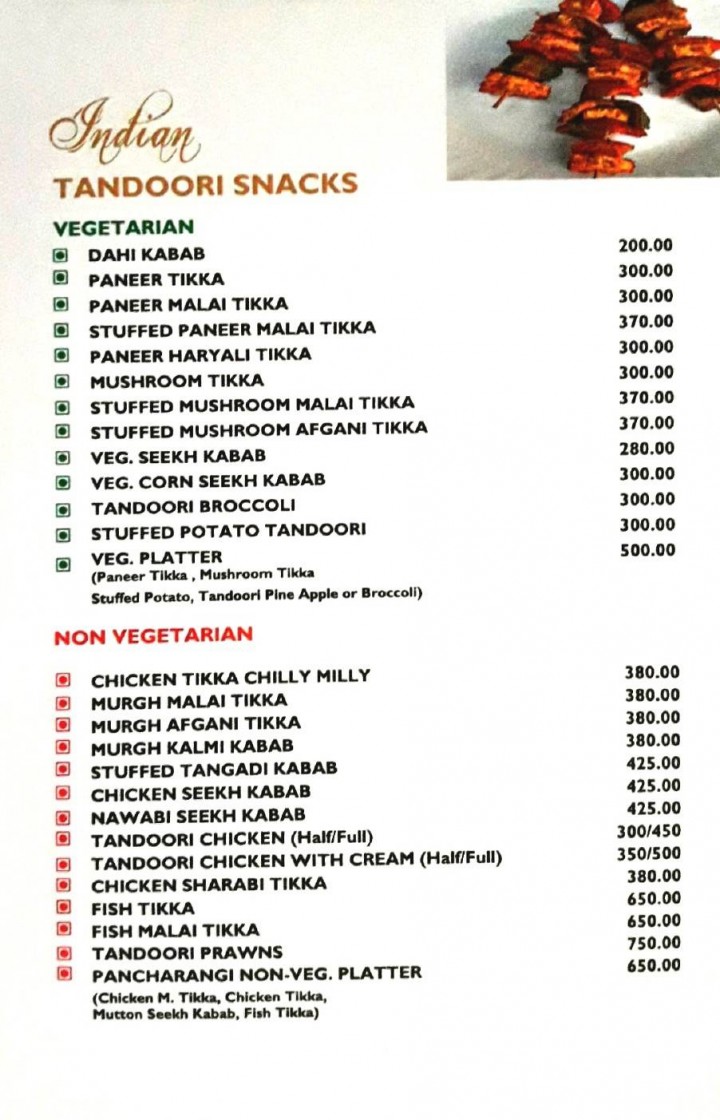 Indian
TANDOORI SNACKS
VEGETARIAN
DAHI KABAB 200.00
PANEER TIKKA 300.00
PANEER MALAI TIKKA 300.00
STUFFED PANEER MALAI TIKKA 370.00
PANEER HARYALI TIKKA 300.00
MUSHROOM TIKKA 300.00
STUFFED MUSHROOM MALAI TIKKA 370.00
STUFFED MUSHROOM AFGANI TIKKA 370.00
VEG. SEEKH KABAB 280.00
VEG. CORN SEEKH KABAB 300.00
TANDOORI BROCCOLI 300.00
STUFFED POTATO TANDOORI 300.00
VEG. PLATTER 500.00
(Paneer Tikka , Mushroom Tikka
Stuffed Potato, Tandoori Pine Apple or Broccoli)
NON VEGETARIAN
CHICKEN TIKKA CHILLY MILLY 380.00
MURGH MALAI TIKKA 380.00
MURGH AFGANI TIKKA 380.00
MURGH KALMI KABAB 380.00
STUFFED TANGADI KABAB 425.00
CHICKEN SEEKH KABAB 425.00
NAWABI SEEKH KABAB 425.00
TANDOORI CHICKEN (Half/Full) 300/450
TANDOORI CHICKEN WITH CREAM (Half/Full) 350/500
CHICKEN SHARABI TIKKA 380.00
FISH TIKKA 650.00
FISH MALAI TIKKA 650.00
TANDOORI PRAWNS 750.00
PANCHARANGI NON-VEG. PLATTER 650.00
(Chicken M. Tikka, Chicken Tikka,
Mutton Seekh Kabab, Fish Tikka)